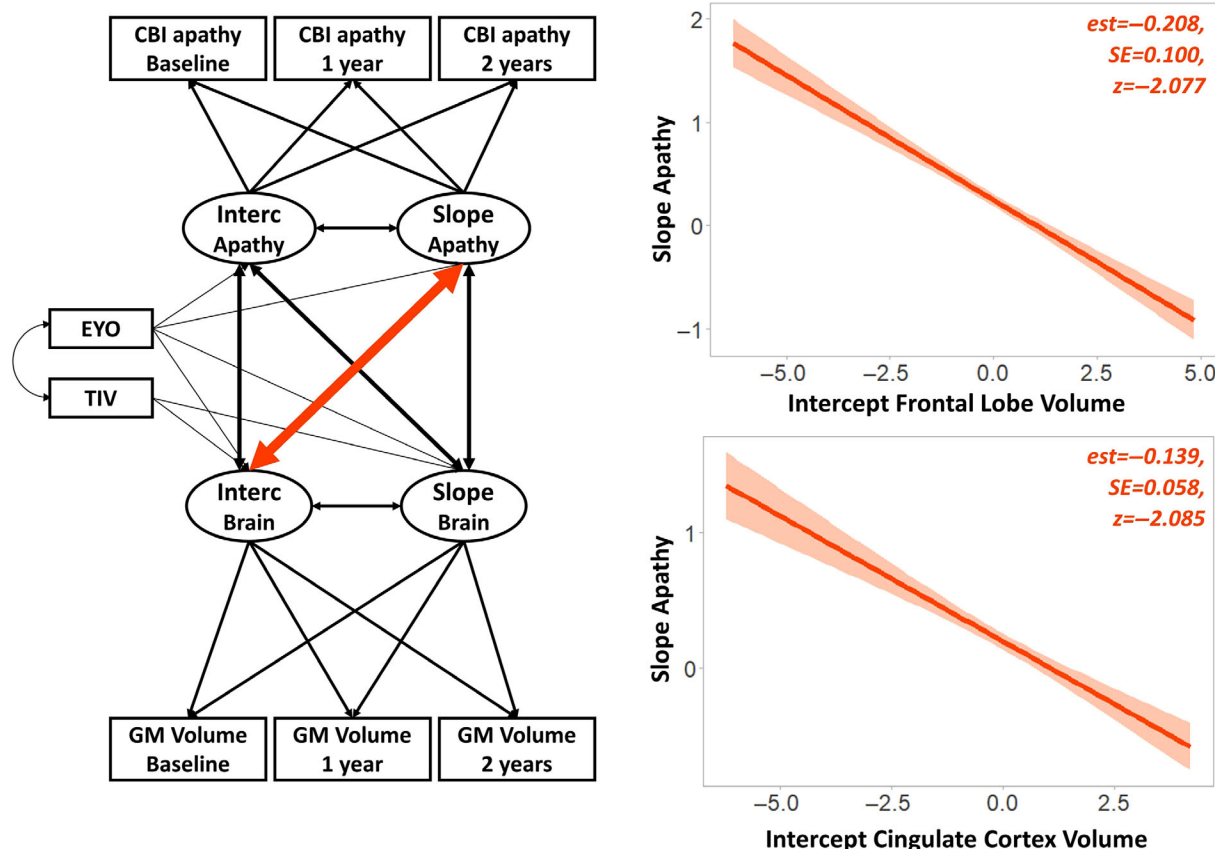 CBI apathy
Baseline
CBI apathy
1 year
CBI apathy
2 years
Interc
Apathy
Slope
Apathy
EYO
TIV
Interc
Brain
Slope
Brain
GM Volume
Baseline
GM Volume
1 year
GM Volume
2 years
est=−0.208,
SE=0.100,
z=−2.077
Slope Apathy
2
1
0
−1
−5.0
−2.5
0.0
2.5
5.0
Intercept Frontal Lobe Volume
est=−0.139,
SE=0.058,
z=−2.085
Slope Apathy
1
0
−5.0
−2.5
0.0
2.5
Intercept Cingulate Cortex Volume